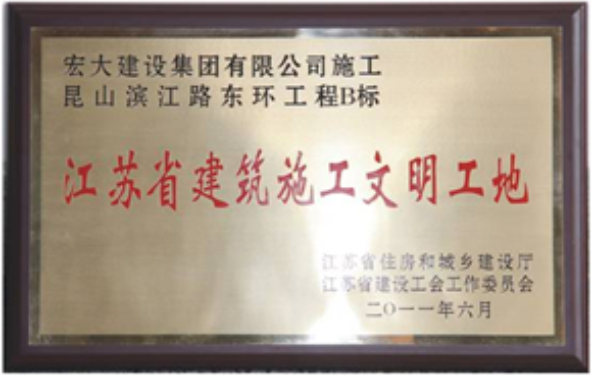 宏大建设集团有限公司施工
昆山滨江路东环工程B标
江苏省建筑施工文明工地
江苏省住房和城乡建设厅
江苏省建设工会工作委员会
二〇一一年六月